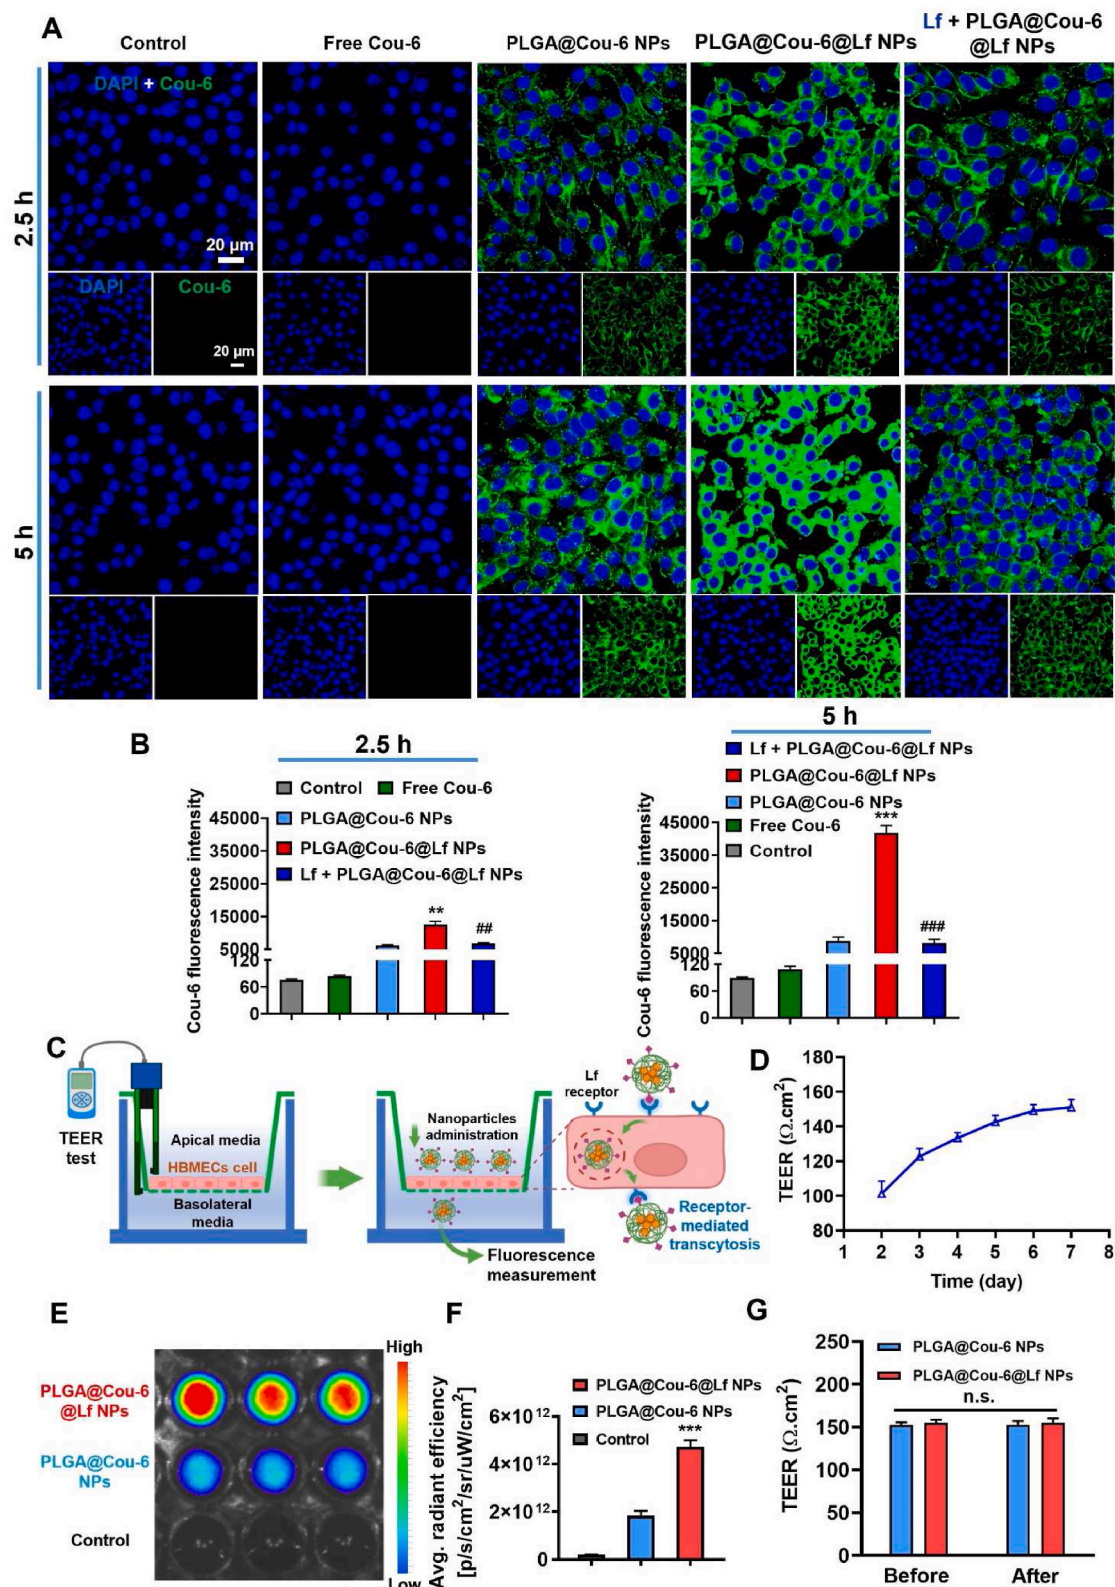 A
Control
Free Cou-6
PLGA@Cou-6 NPs
PLGA@Cou-6@Lf NPs
Lf + PLGA@Cou-6
@Lf NPs
2.5 h
DAPI + Cou-6
20 μm
DAPI
Cou-6
20 μm
5 h
B
2.5 h
Control
Free Cou-6
PLGA@Cou-6 NPs
PLGA@Cou-6@Lf NPs
Lf + PLGA@Cou-6@Lf NPs
Cou-6 fluorescence intensity
45000
35000
25000
15000
5000
120
60
0
**
##
5 h
Lf + PLGA@Cou-6@Lf NPs
PLGA@Cou-6@Lf NPs
PLGA@Cou-6 NPs
Free Cou-6
Control
Cou-6 fluorescence intensity
45000
35000
25000
15000
5000
120
60
0
***
###
C
TEER
test
Apical media
HBMECs cell
Basolateral
media
Nanoparticles
administration
Fluorescence
measurement
Lf
receptor
Receptor-
mediated
transcytosis
D
TEER (Ω.cm²)
180
160
140
120
100
80
1 2 3 4 5 6 7 8
Time (day)
E
PLGA@Cou-6
@Lf NPs
PLGA@Cou-6
NPs
Control
High
Low
F
Avg. radiant efficiency
[p/s/cm²/sr/uW/cm²]
PLGA@Cou-6@Lf NPs
PLGA@Cou-6 NPs
Control
6×10¹²
4×10¹²
2×10¹²
0
***
G
TEER (Ω.cm²)
250
200
150
100
50
0
PLGA@Cou-6 NPs
PLGA@Cou-6@Lf NPs
n.s.
Before
After